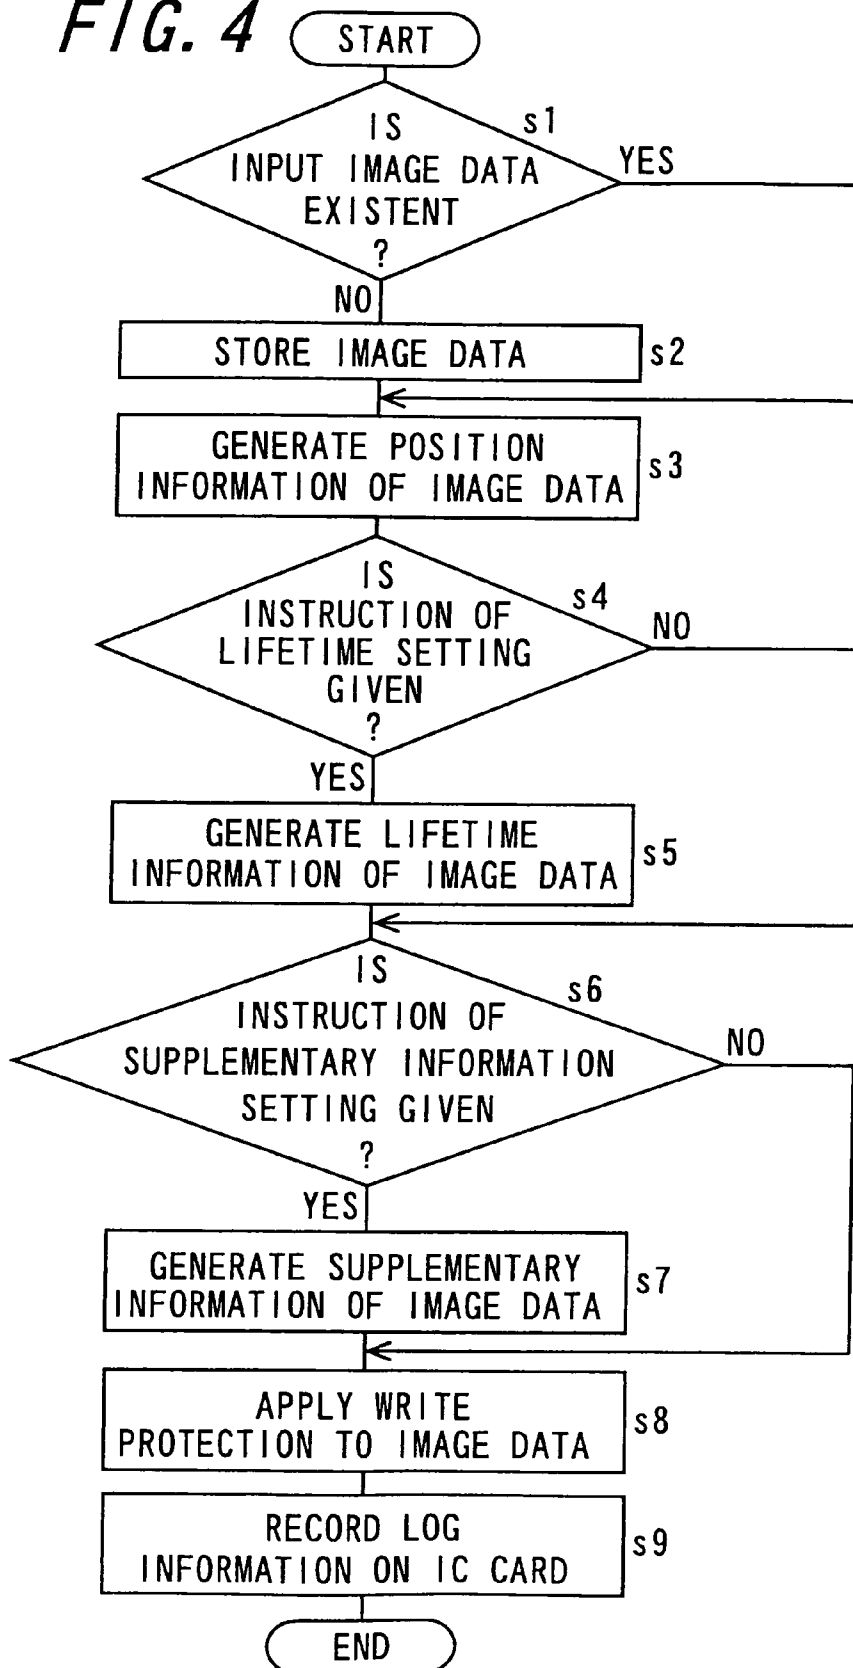 FIG. 4
START
IS
INPUT IMAGE DATA
EXISTENT
?
s1
YES
NO
STORE IMAGE DATA
s2
GENERATE POSITION
INFORMATION OF IMAGE DATA
s3
IS
INSTRUCTION OF
LIFETIME SETTING
GIVEN
?
s4
NO
YES
GENERATE LIFETIME
INFORMATION OF IMAGE DATA
s5
IS
INSTRUCTION OF
SUPPLEMENTARY INFORMATION
SETTING GIVEN
?
s6
NO
YES
GENERATE SUPPLEMENTARY
INFORMATION OF IMAGE DATA
s7
APPLY WRITE
PROTECTION TO IMAGE DATA
s8
RECORD LOG
INFORMATION ON IC CARD
s9
END